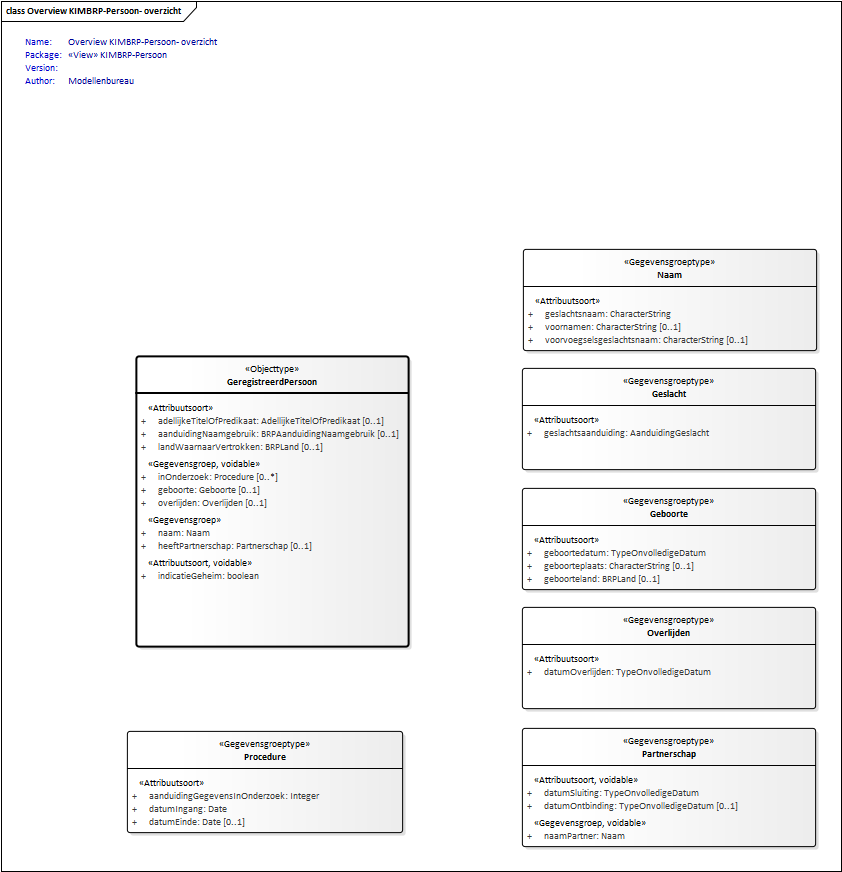 class Overview KIMBRP-Persoon- overzicht
Name: Overview KIMBRP-Persoon- overzicht
Package: «View» KIMBRP-Persoon
Version:
Author: Modellenbureau
«Gegevensgroeptype»
Naam
«Attribuutsoort»
+ geslachtsnaam: CharacterString
+ voornamen: CharacterString [0..1]
+ voorvoegselsgeslachtsnaam: CharacterString [0..1]
«Objecttype»
GeregistreerdPersoon
«Attribuutsoort»
+ adellijkeTitelOfPredikaat: AdellijkeTitelOfPredikaat [0..1]
+ aanduidingNaamgebruik: BRPAanduidingNaamgebruik [0..1]
+ landWaarnaarVertrokken: BRPLand [0..1]
«Gegevensgroep, voidable»
+ inOnderzoek: Procedure [0..*]
+ geboorte: Geboorte [0..1]
+ overlijden: Overlijden [0..1]
«Gegevensgroep»
+ naam: Naam
+ heeftPartnerschap: Partnerschap [0..1]
«Attribuutsoort, voidable»
+ indicatieGeheim: boolean
«Gegevensgroeptype»
Geslacht
«Attribuutsoort»
+ geslachtsaanduiding: AanduidingGeslacht
«Gegevensgroeptype»
Geboorte
«Attribuutsoort»
+ geboortedatum: TypeOnvolledigeDatum
+ geboorteplaats: CharacterString [0..1]
+ geboorteland: BRPLand [0..1]
«Gegevensgroeptype»
Overlijden
«Attribuutsoort»
+ datumOverlijden: TypeOnvolledigeDatum
«Gegevensgroeptype»
Procedure
«Attribuutsoort»
+ aanduidingGegevensInOnderzoek: Integer
+ datumIngang: Date
+ datumEinde: Date [0..1]
«Gegevensgroeptype»
Partnerschap
«Attribuutsoort, voidable»
+ datumSluiting: TypeOnvolledigeDatum
+ datumOntbinding: TypeOnvolledigeDatum [0..1]
«Gegevensgroep, voidable»
+ naamPartner: Naam